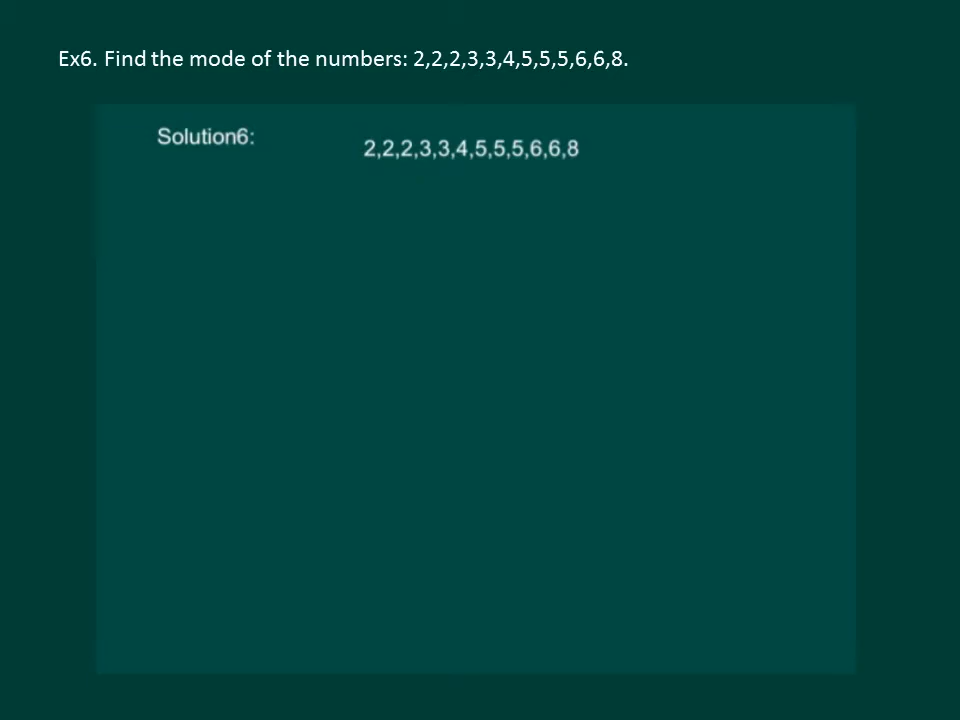 Ex6. Find the mode of the numbers: 2,2,2,3,3,4,5,5,5,6,6,8.
Solution6:
2,2,2,3,3,4,5,5,5,6,6,8